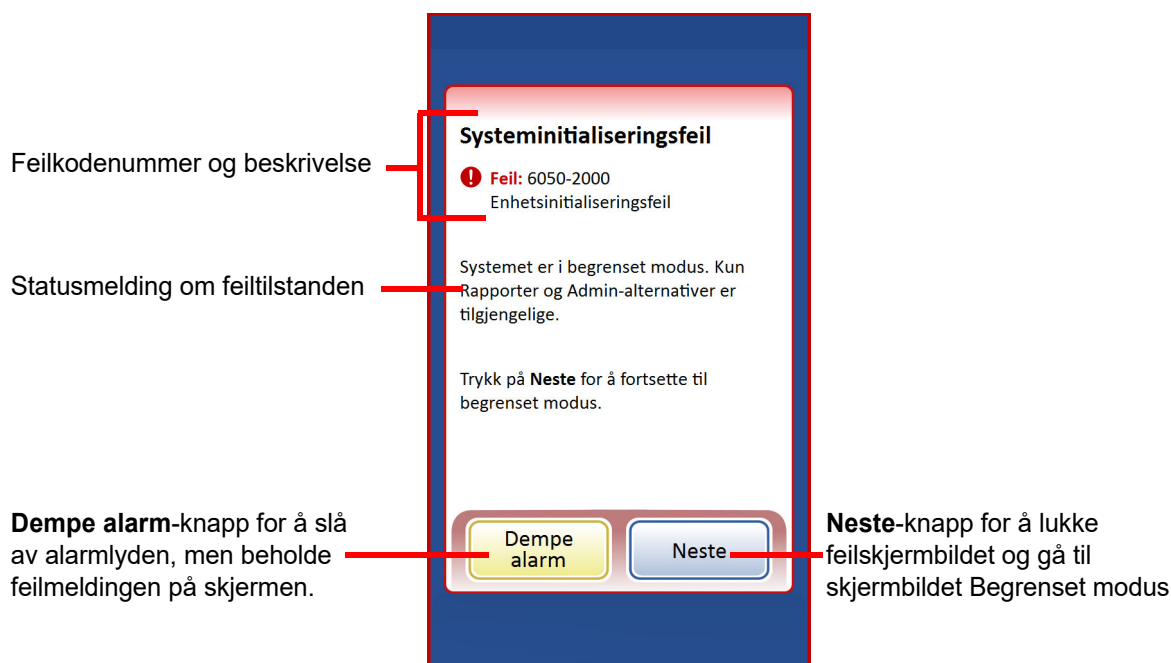 Systeminitialiseringsfeil
Feilkodenummer og beskrivelse
Feil: 6050-2000
Enhetsinitialiseringsfeil
Statusmelding om feiltilstanden
Systemet er i begrenset modus. Kun
Rapporter og Admin-alternativer er
tilgjengelige.
Trykk på Neste for å fortsette til
begrenset modus.
Dempe alarm-knapp for å slå
av alarmlyden, men beholde
feilmeldingen på skjermen.
Dempe
alarm
Neste
Neste-knapp for å lukke
feilskjermbildet og gå til
skjermbildet Begrenset modus